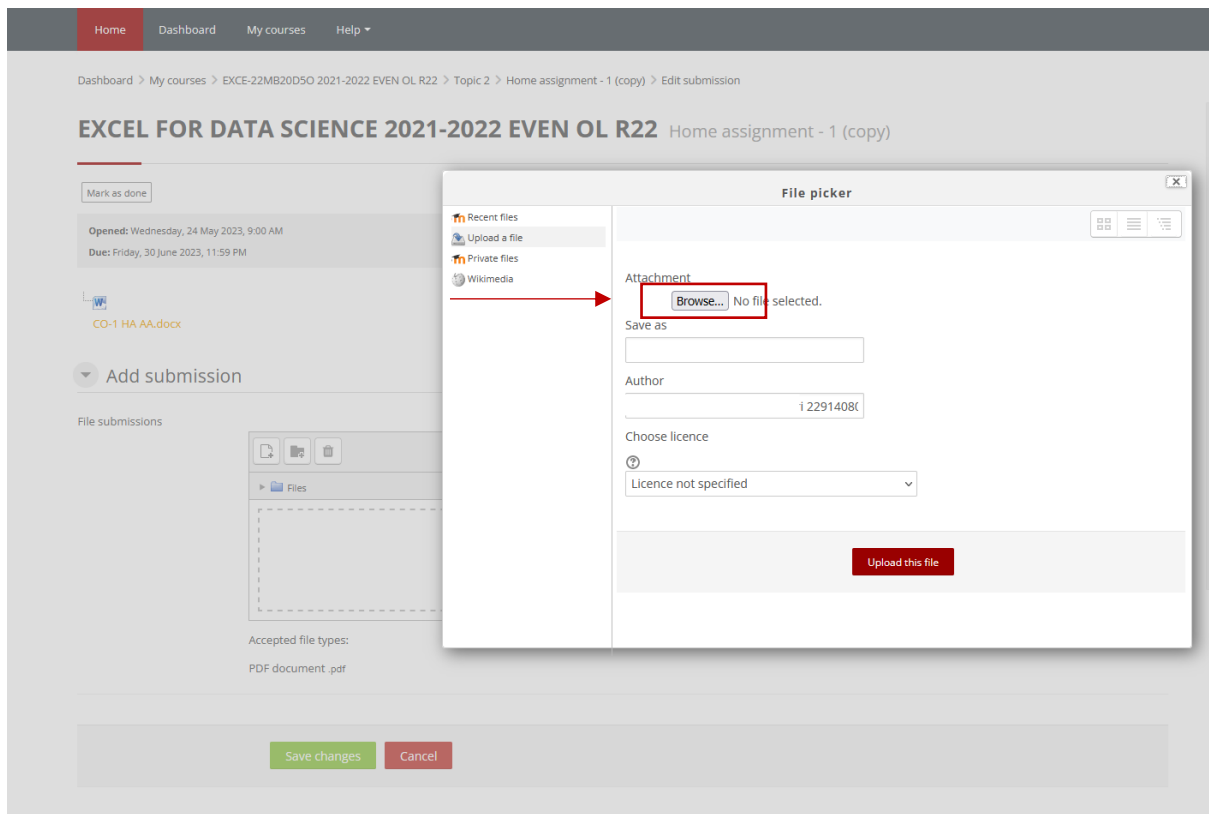 Home Dashboard My courses Help
Dashboard > My courses > EXCE-22MB20D5O 2021-2022 EVEN OL R22 > Topic 2 > Home assignment - 1 (copy) > Edit submission
EXCEL FOR DATA SCIENCE 2021-2022 EVEN OL R22 Home assignment - 1 (copy)
Mark as done
Opened: Wednesday, 24 May 2023, 9:00 AM
Due: Friday, 30 June 2023, 11:59 PM
CO-1 HA AA.docx
Add submission
File submissions
Files
Accepted file types:
PDF document .pdf
Save changes Cancel
File picker
Recent files
Upload a file
Private files
Wikimedia
Attachment
Browse... No file selected.
Save as
Author
i 2291408
Choose licence
Licence not specified
Upload this file